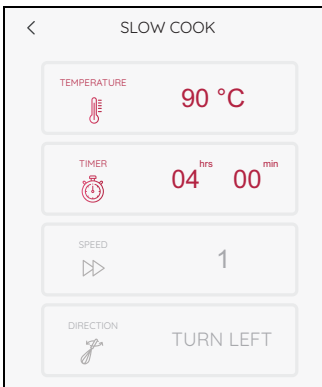 SLOW COOK
TEMPERATURE
90 °C
TIMER
04 hrs 00 min
SPEED
1
DIRECTION
TURN LEFT